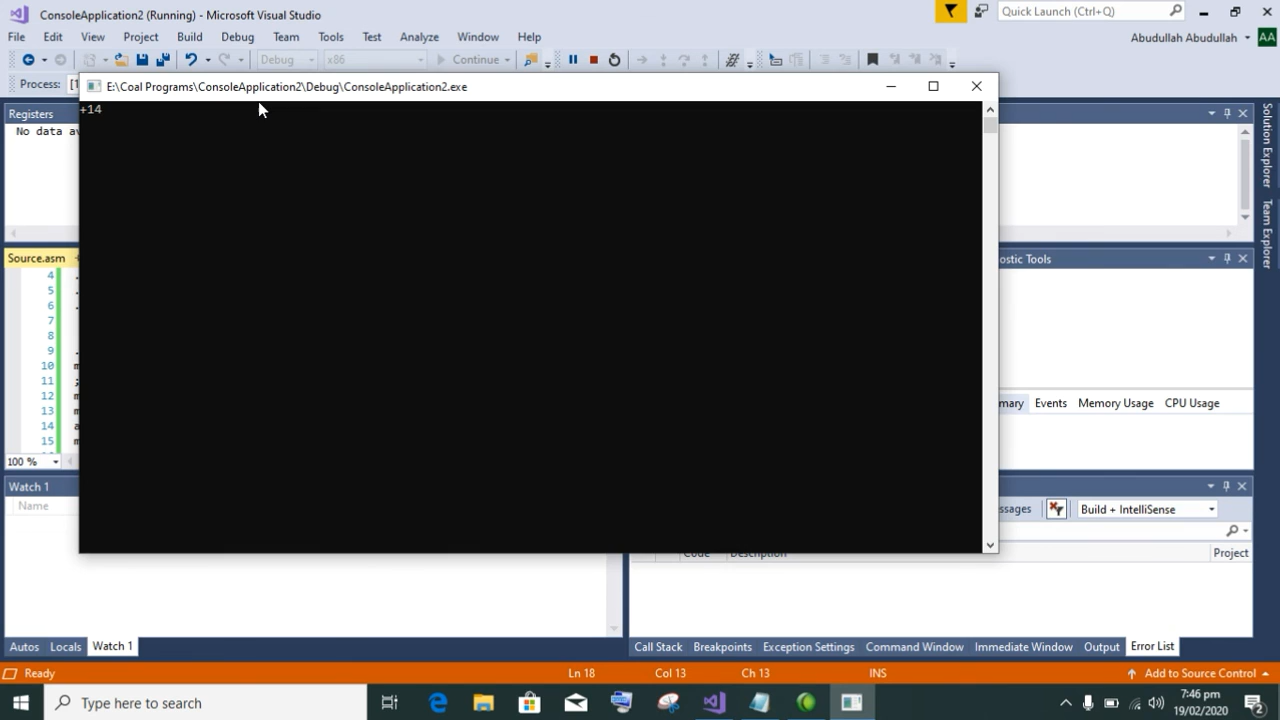 ConsoleApplication2 (Running) - Microsoft Visual Studio
Quick Launch (Ctrl+Q)
File Edit View Project Build Debug Team Tools Test Analyze Window Help
Abudullah Abudullah AA
Debug x86 Continue
Process: [1
E:\Coal Programs\ConsoleApplication2\Debug\ConsoleApplication2.exe
+14
Registers
No data av
Solution Explorer
Team Explorer
Source.asm
ostic Tools
4 .
5 .
6 .
7
8
9 .
10 m
11 ;
12 m
13 m
14 a
15 m
mary Events Memory Usage CPU Usage
100 %
Watch 1
Name
ssages Build + IntelliSense
Code Description Project
Autos Locals Watch 1
Call Stack Breakpoints Exception Settings Command Window Immediate Window Output Error List
Ready Ln 18 Col 13 Ch 13 INS Add to Source Control
Type here to search
7:46 pm
19/02/2020
2